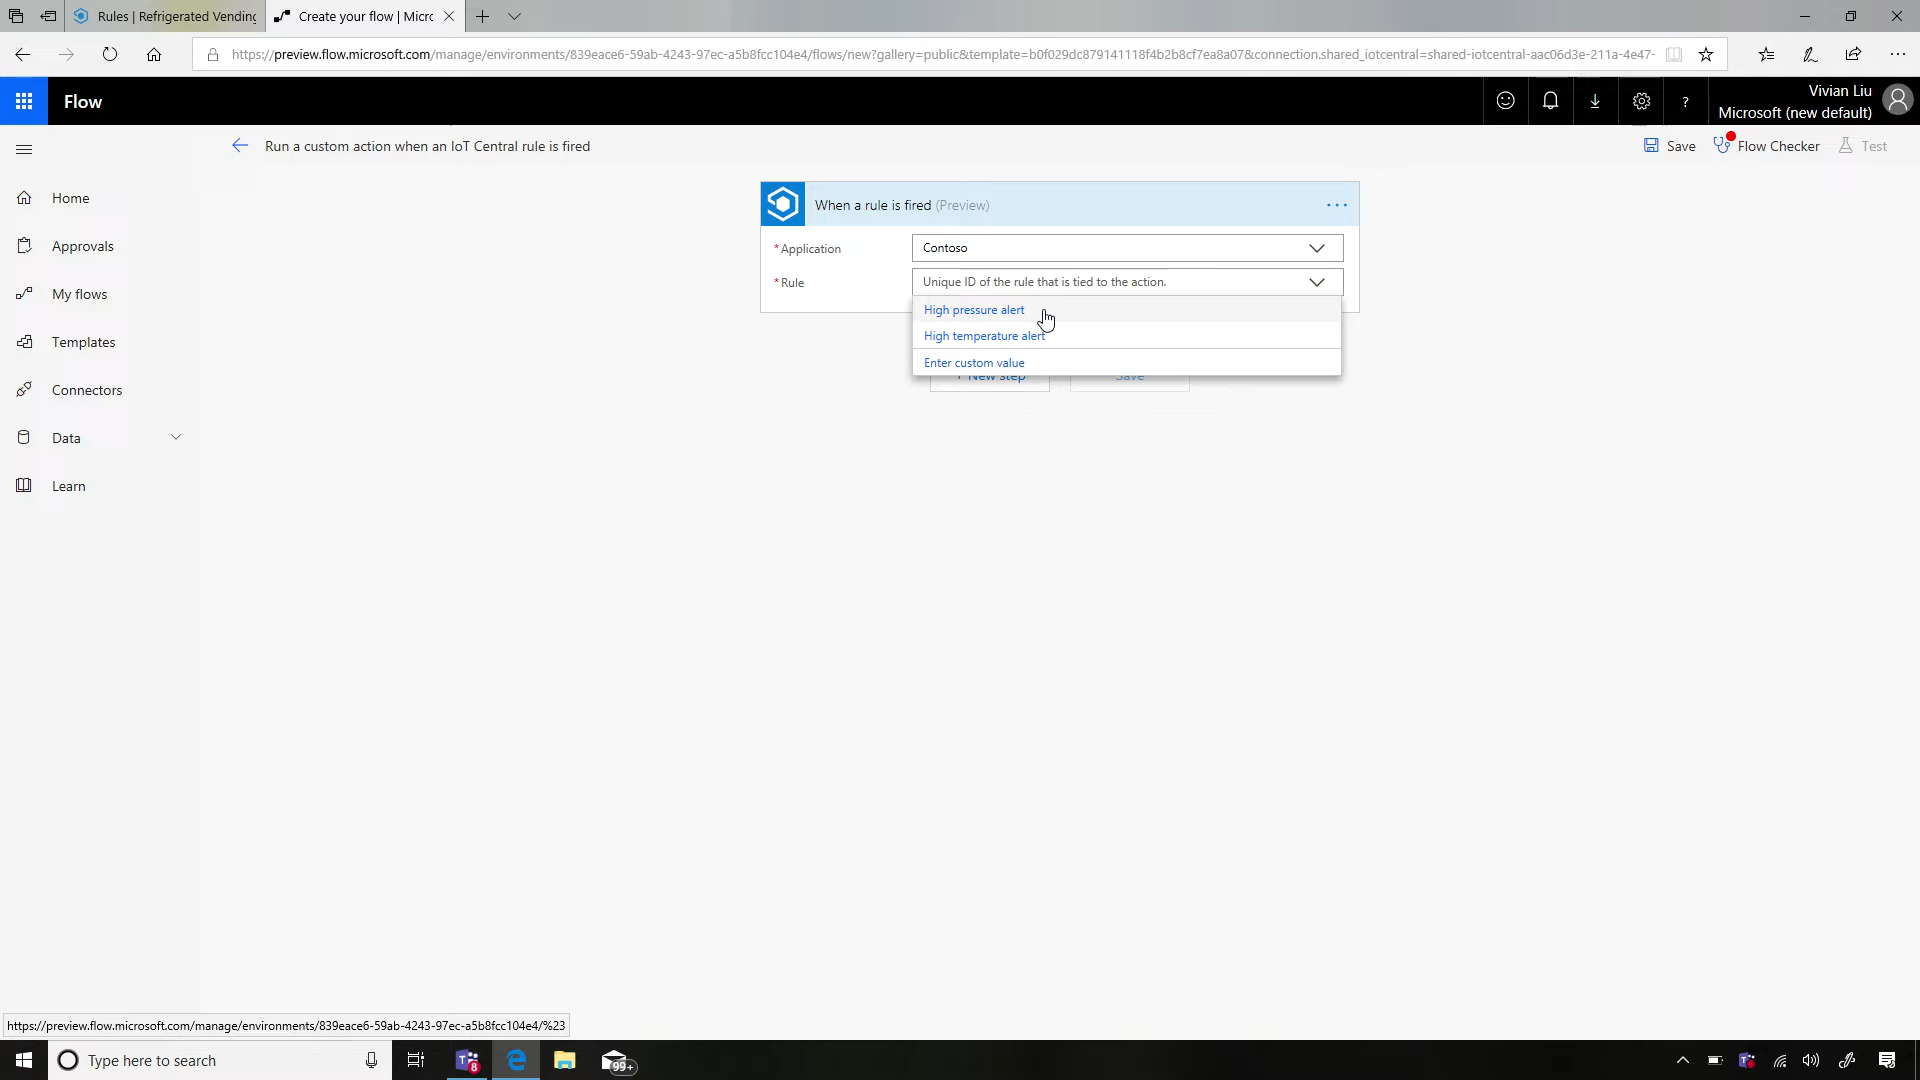 Rules | Refrigerated Vending
Create your flow | Micro
https://preview.flow.microsoft.com/manage/environments/839eace6-59ab-4243-97ec-a5b8fcc104e4/flows/new?gallery=public&template=b0f029dc879141118f4b2b8cf7ea8a07&connection.shared_iotcentral=shared-iotcentral-aac06d3e-211a-4e47-
Flow
?
Vivian Liu
Microsoft (new default)
Run a custom action when an IoT Central rule is fired
Save
Flow Checker
Test
Home
Approvals
My flows
Templates
Connectors
Data
Learn
When a rule is fired (Preview)
* Application
Contoso
* Rule
Unique ID of the rule that is tied to the action.
High pressure alert
High temperature alert
Enter custom value
+ New step
Save
https://preview.flow.microsoft.com/manage/environments/839eace6-59ab-4243-97ec-a5b8fcc104e4/%23
Type here to search
8
99+